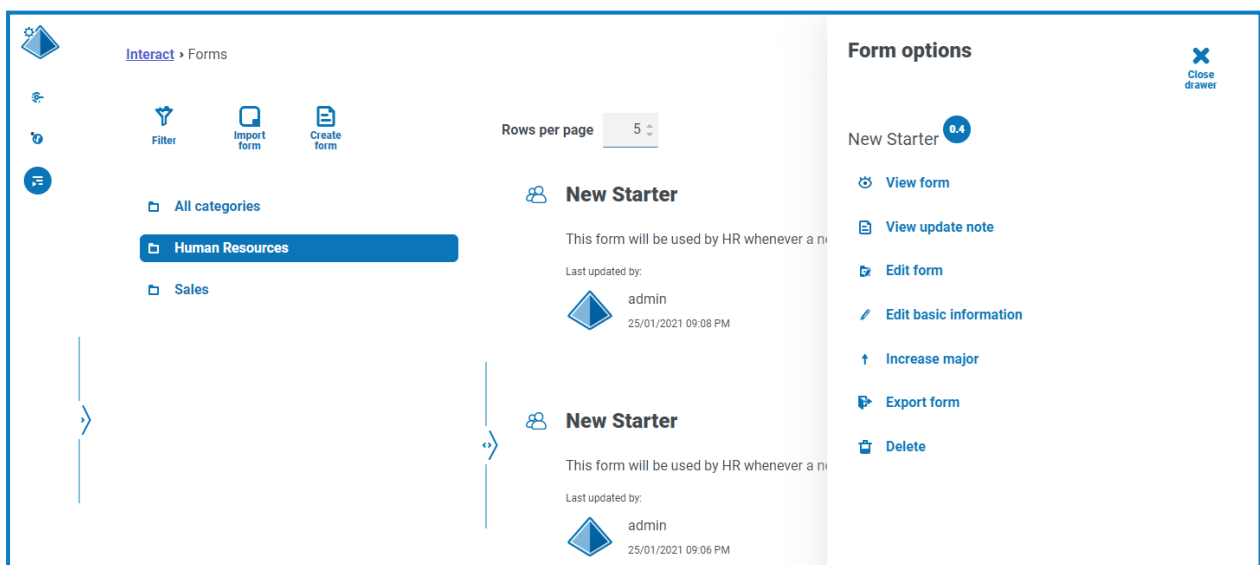 Interact › Forms
Filter
Import
form
Create
form
All categories
Human Resources
Sales
Rows per page 5
New Starter
This form will be used by HR whenever a
Last updated by:
admin
25/01/2021 09:08 PM
New Starter
This form will be used by HR whenever a
Last updated by:
admin
25/01/2021 09:06 PM
Form options
Close
drawer
New Starter 0.4
View form
View update note
Edit form
Edit basic information
Increase major
Export form
Delete